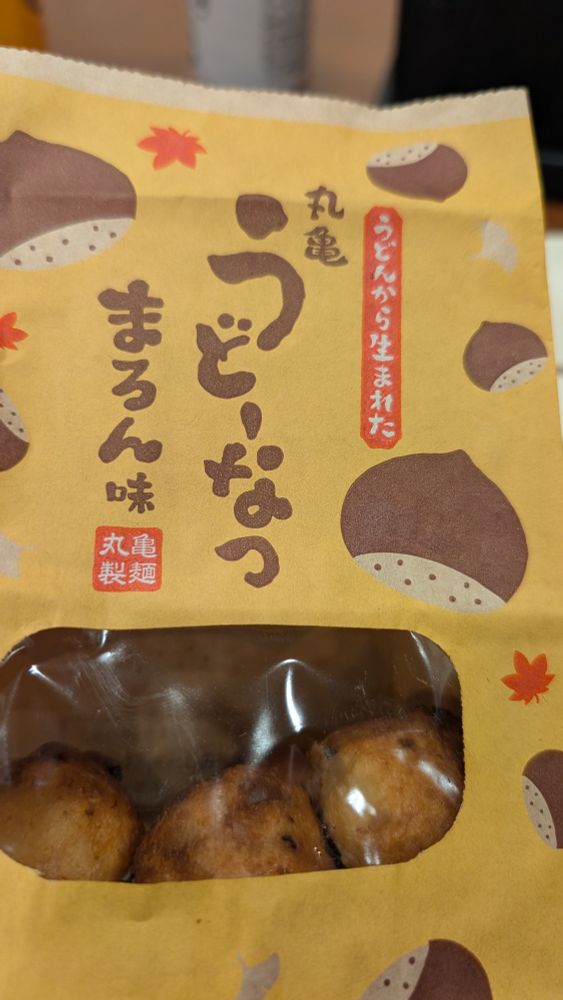 うどんから生まれた
丸亀
うどーなつ
まろん味
丸亀
製麺